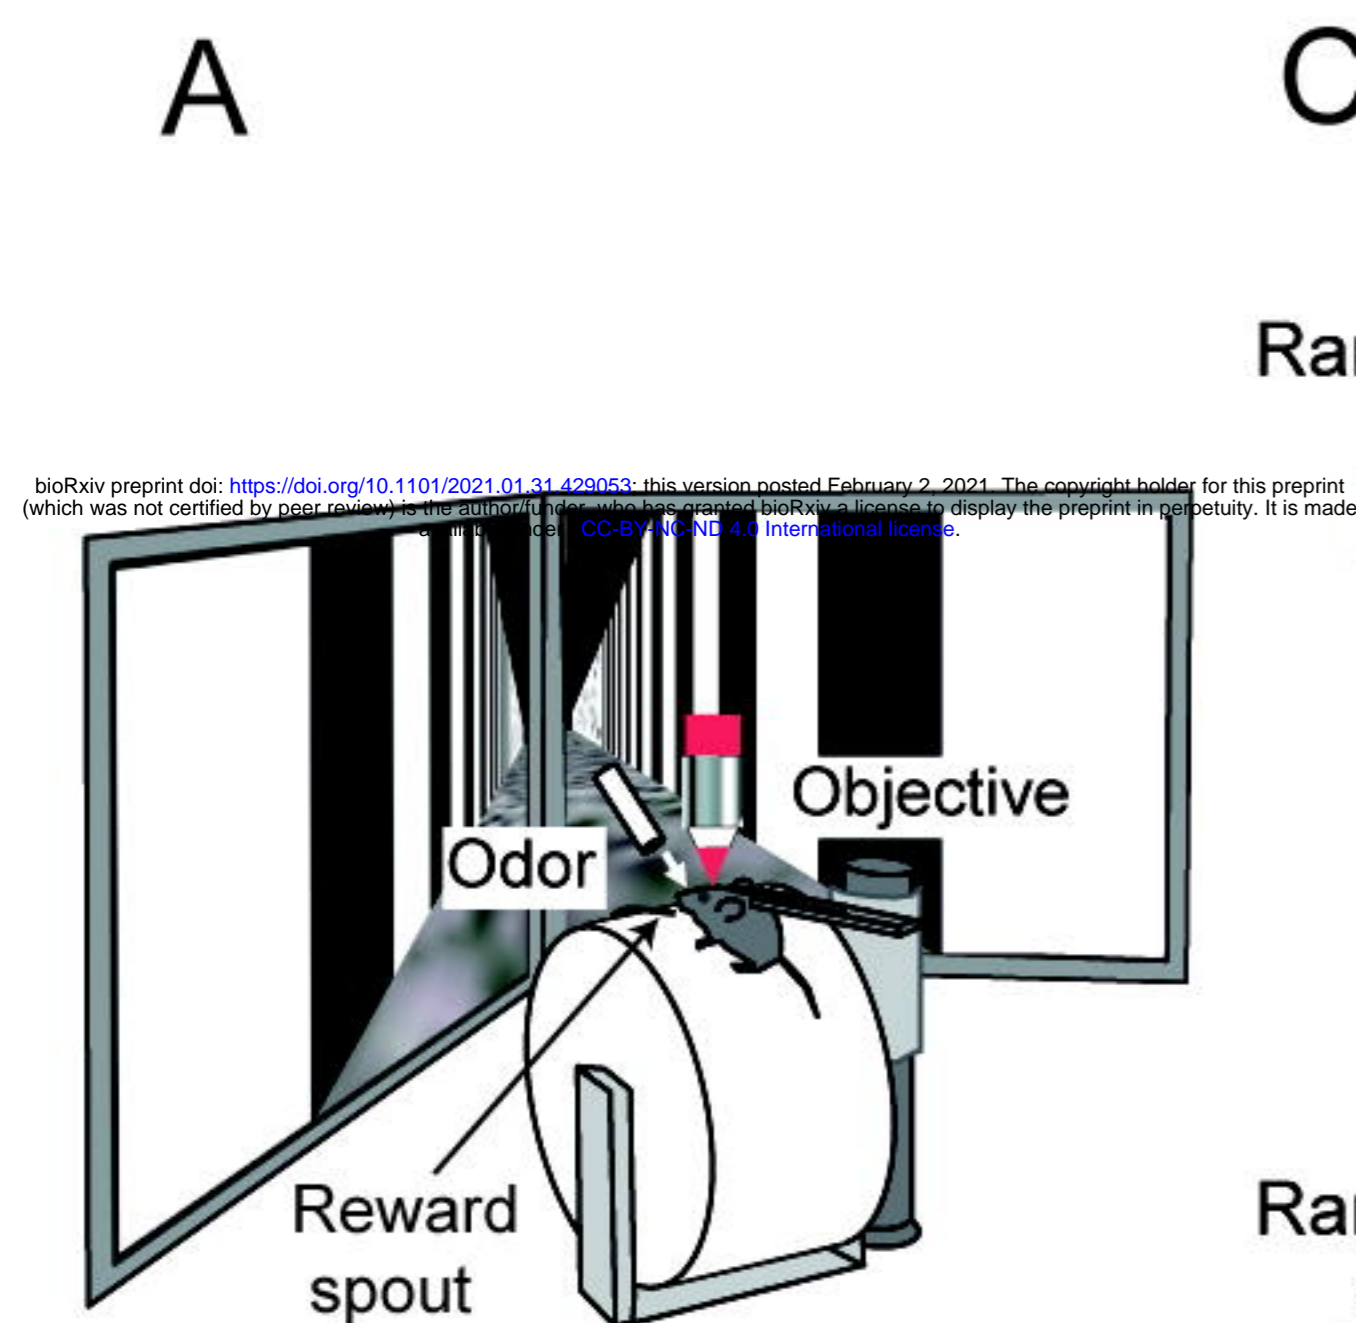 A
C
Rar
bioRxiv preprint doi: https://doi.org/10.1101/2021.01.31.429053; this version posted February 2, 2021. The copyright holder for this preprint
(which was not certified by peer review) is the author/funder, who has granted bioRxiv a license to display the preprint in perpetuity. It is made
CC-BY-NC-ND 4.0 International license.
Objective
Odor
Reward
spout